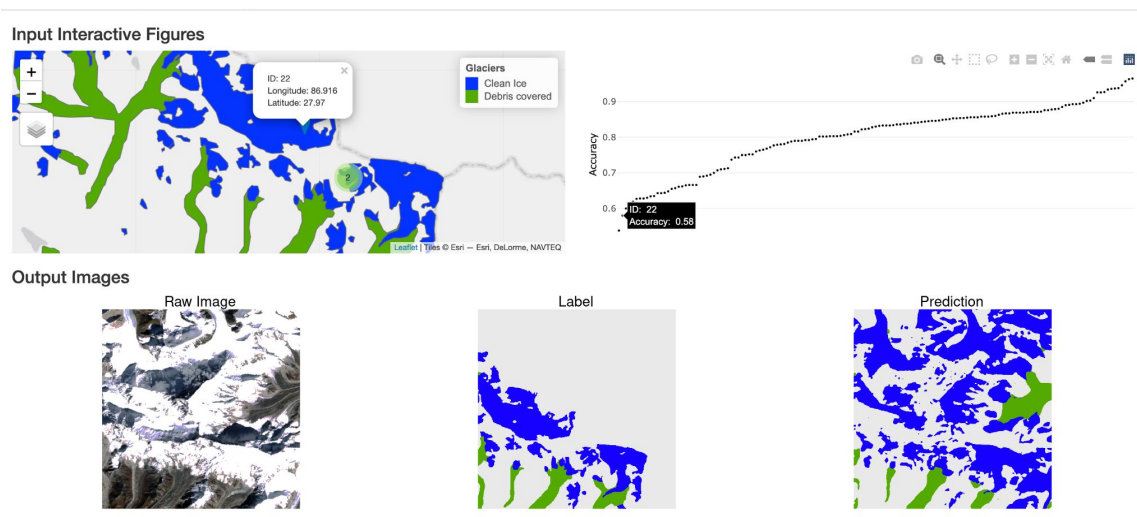 Input Interactive Figures
+
−
ID: 22
Longitude: 86.916
Latitude: 27.97
×
Glaciers
Clean Ice
Debris covered
2
Leaflet | Tiles © Esri — Esri, DeLorme, NAVTEQ
Accuracy
0.9
0.8
0.7
0.6
ID: 22
Accuracy: 0.58
Output Images
Raw Image
Label
Prediction